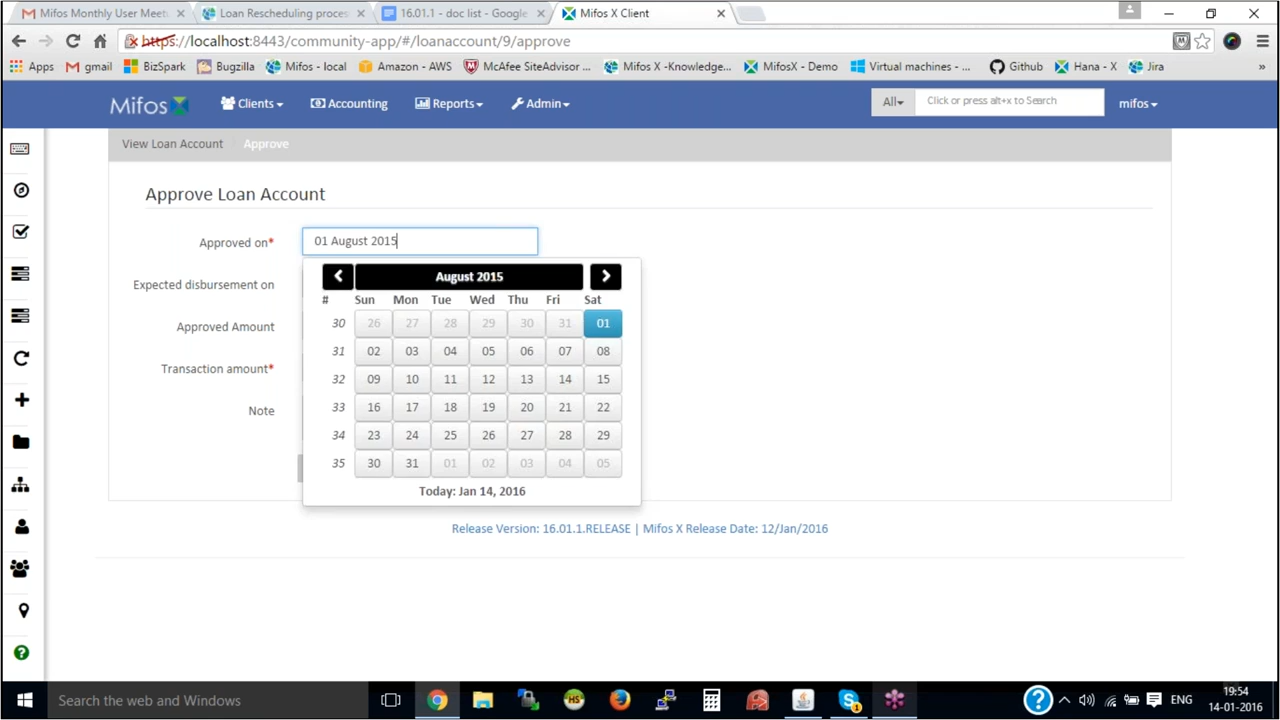 Mifos Monthly User Meetu
Loan Rescheduling proces
16.01.1 - doc list - Google
Mifos X Client
https://localhost:8443/community-app/#/loanaccount/9/approve
Apps
gmail
BizSpark
Bugzilla
Mifos - local
Amazon - AWS
McAfee SiteAdvisor ...
Mifos X -Knowledge...
MifosX - Demo
Virtual machines - ...
Github
Hana - X
Jira
»
Mifos
Clients
Accounting
Reports
Admin
All
Click or press alt+x to Search
mifos
View Loan Account
Approve
Approve Loan Account
Approved on*
01 August 2015
Expected disbursement on
Approved Amount
Transaction amount*
Note
August 2015
# Sun Mon Tue Wed Thu Fri Sat
30 26 27 28 29 30 31 01
31 02 03 04 05 06 07 08
32 09 10 11 12 13 14 15
33 16 17 18 19 20 21 22
34 23 24 25 26 27 28 29
35 30 31 01 02 03 04 05
Today: Jan 14, 2016
Release Version: 16.01.1.RELEASE | Mifos X Release Date: 12/Jan/2016
Search the web and Windows
HS
1
ENG
19:54
14-01-2016